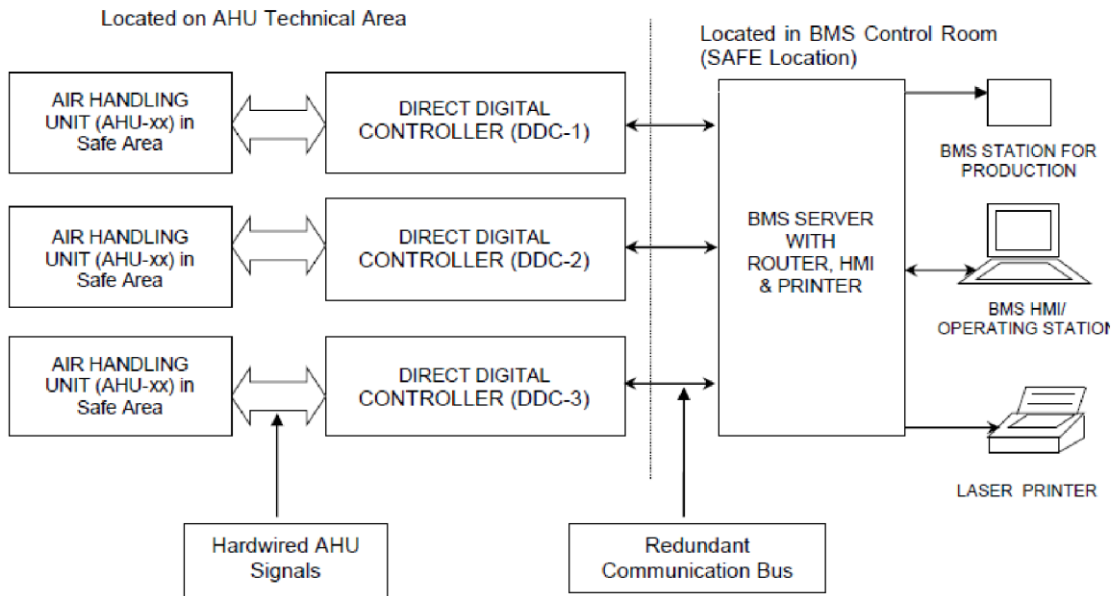 Located on AHU Technical Area
Located in BMS Control Room
(SAFE Location)
AIR HANDLING
UNIT (AHU-xx) in
Safe Area
DIRECT DIGITAL
CONTROLLER (DDC-1)
BMS STATION FOR
PRODUCTION
AIR HANDLING
UNIT (AHU-xx) in
Safe Area
DIRECT DIGITAL
CONTROLLER (DDC-2)
BMS SERVER
WITH
ROUTER, HMI
& PRINTER
BMS HMI/
OPERATING STATION
AIR HANDLING
UNIT (AHU-xx) in
Safe Area
DIRECT DIGITAL
CONTROLLER (DDC-3)
LASER PRINTER
Hardwired AHU
Signals
Redundant
Communication Bus